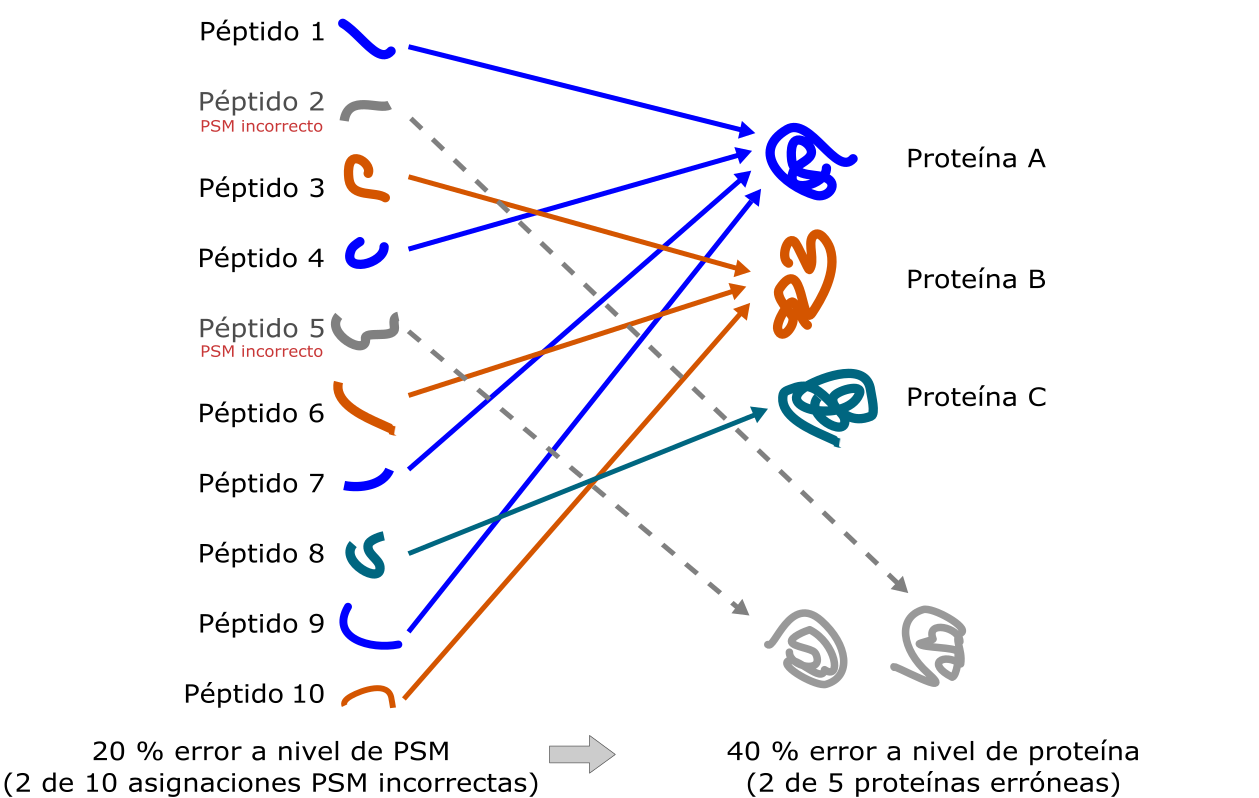 Péptido 1
Péptido 2
PSM incorrecto
Péptido 3
Péptido 4
Péptido 5
PSM incorrecto
Péptido 6
Péptido 7
Péptido 8
Péptido 9
Péptido 10
Proteína A
Proteína B
Proteína C
20 % error a nivel de PSM
(2 de 10 asignaciones PSM incorrectas)
40 % error a nivel de proteína
(2 de 5 proteínas erróneas)